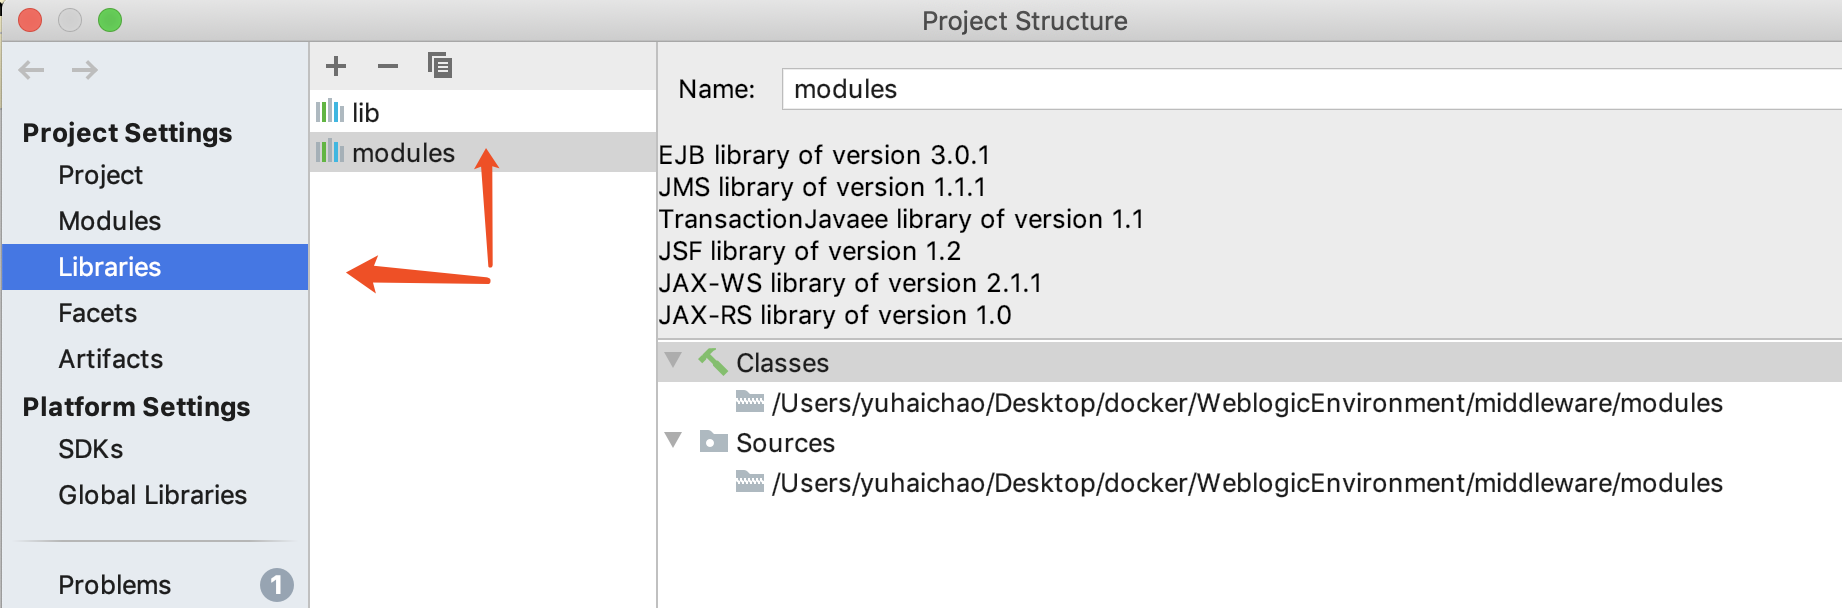 Project Structure
Project Settings
Project
Modules
Libraries
Facets
Artifacts
Platform Settings
SDKs
Global Libraries
Problems 1
lib
modules
Name: modules
EJB library of version 3.0.1
JMS library of version 1.1.1
TransactionJavaee library of version 1.1
JSF library of version 1.2
JAX-WS library of version 2.1.1
JAX-RS library of version 1.0
Classes
/Users/yuhaichao/Desktop/docker/WeblogicEnvironment/middleware/modules
Sources
/Users/yuhaichao/Desktop/docker/WeblogicEnvironment/middleware/modules